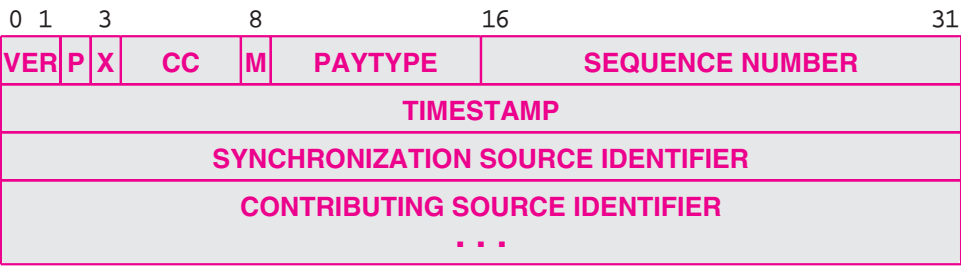 0 1 3 8 16 31
VER P X CC M PAYTYPE SEQUENCE NUMBER
TIMESTAMP
SYNCHRONIZATION SOURCE IDENTIFIER
CONTRIBUTING SOURCE IDENTIFIER
. . .